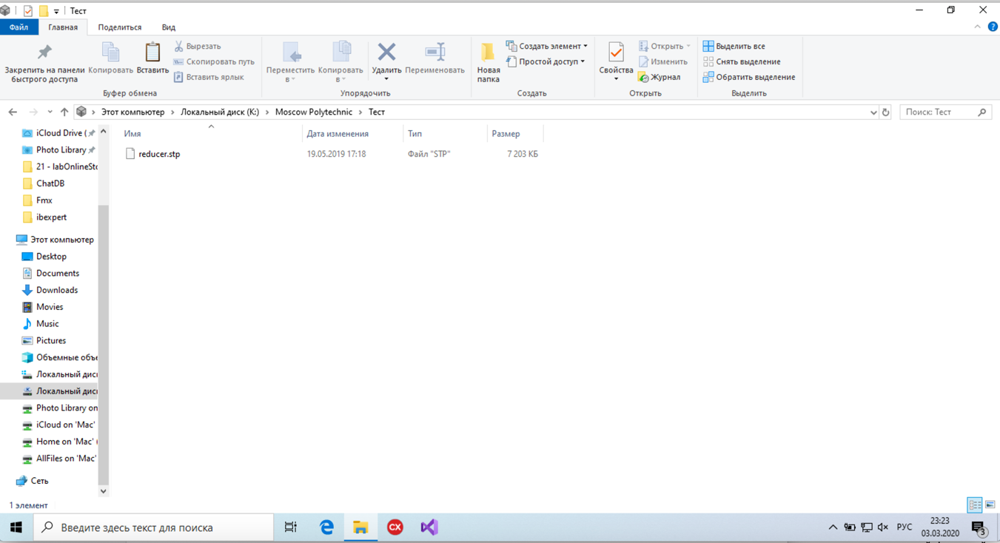 Тест
Файл Главная Поделиться Вид
Закрепить на панели быстрого доступа
Копировать
Вставить
Вырезать
Скопировать путь
Вставить ярлык
Буфер обмена
Переместить в
Копировать в
Удалить
Переименовать
Упорядочить
Новая папка
Создать элемент
Простой доступ
Создать
Свойства
Открыть
Изменить
Журнал
Открыть
Выделить все
Снять выделение
Обратить выделение
Выделить
Этот компьютер > Локальный диск (K:) > Moscow Polytechnic > Тест
Поиск: Тест
iCloud Drive (
Photo Library
21 - labOnlineSto
ChatDB
Fmx
ibexpert
Этот компьютер
Desktop
Documents
Downloads
Movies
Music
Pictures
Объемные объе
Локальный диск
Локальный диск
Photo Library on
iCloud on 'Mac'
Home on 'Mac' (
AllFiles on 'Mac'
Сеть
Имя Дата изменения Тип Размер
reducer.stp 19.05.2019 17:18 Файл "STP" 7 203 КБ
1 элемент
Введите здесь текст для поиска
CX
РУС
23:23
03.03.2020
3